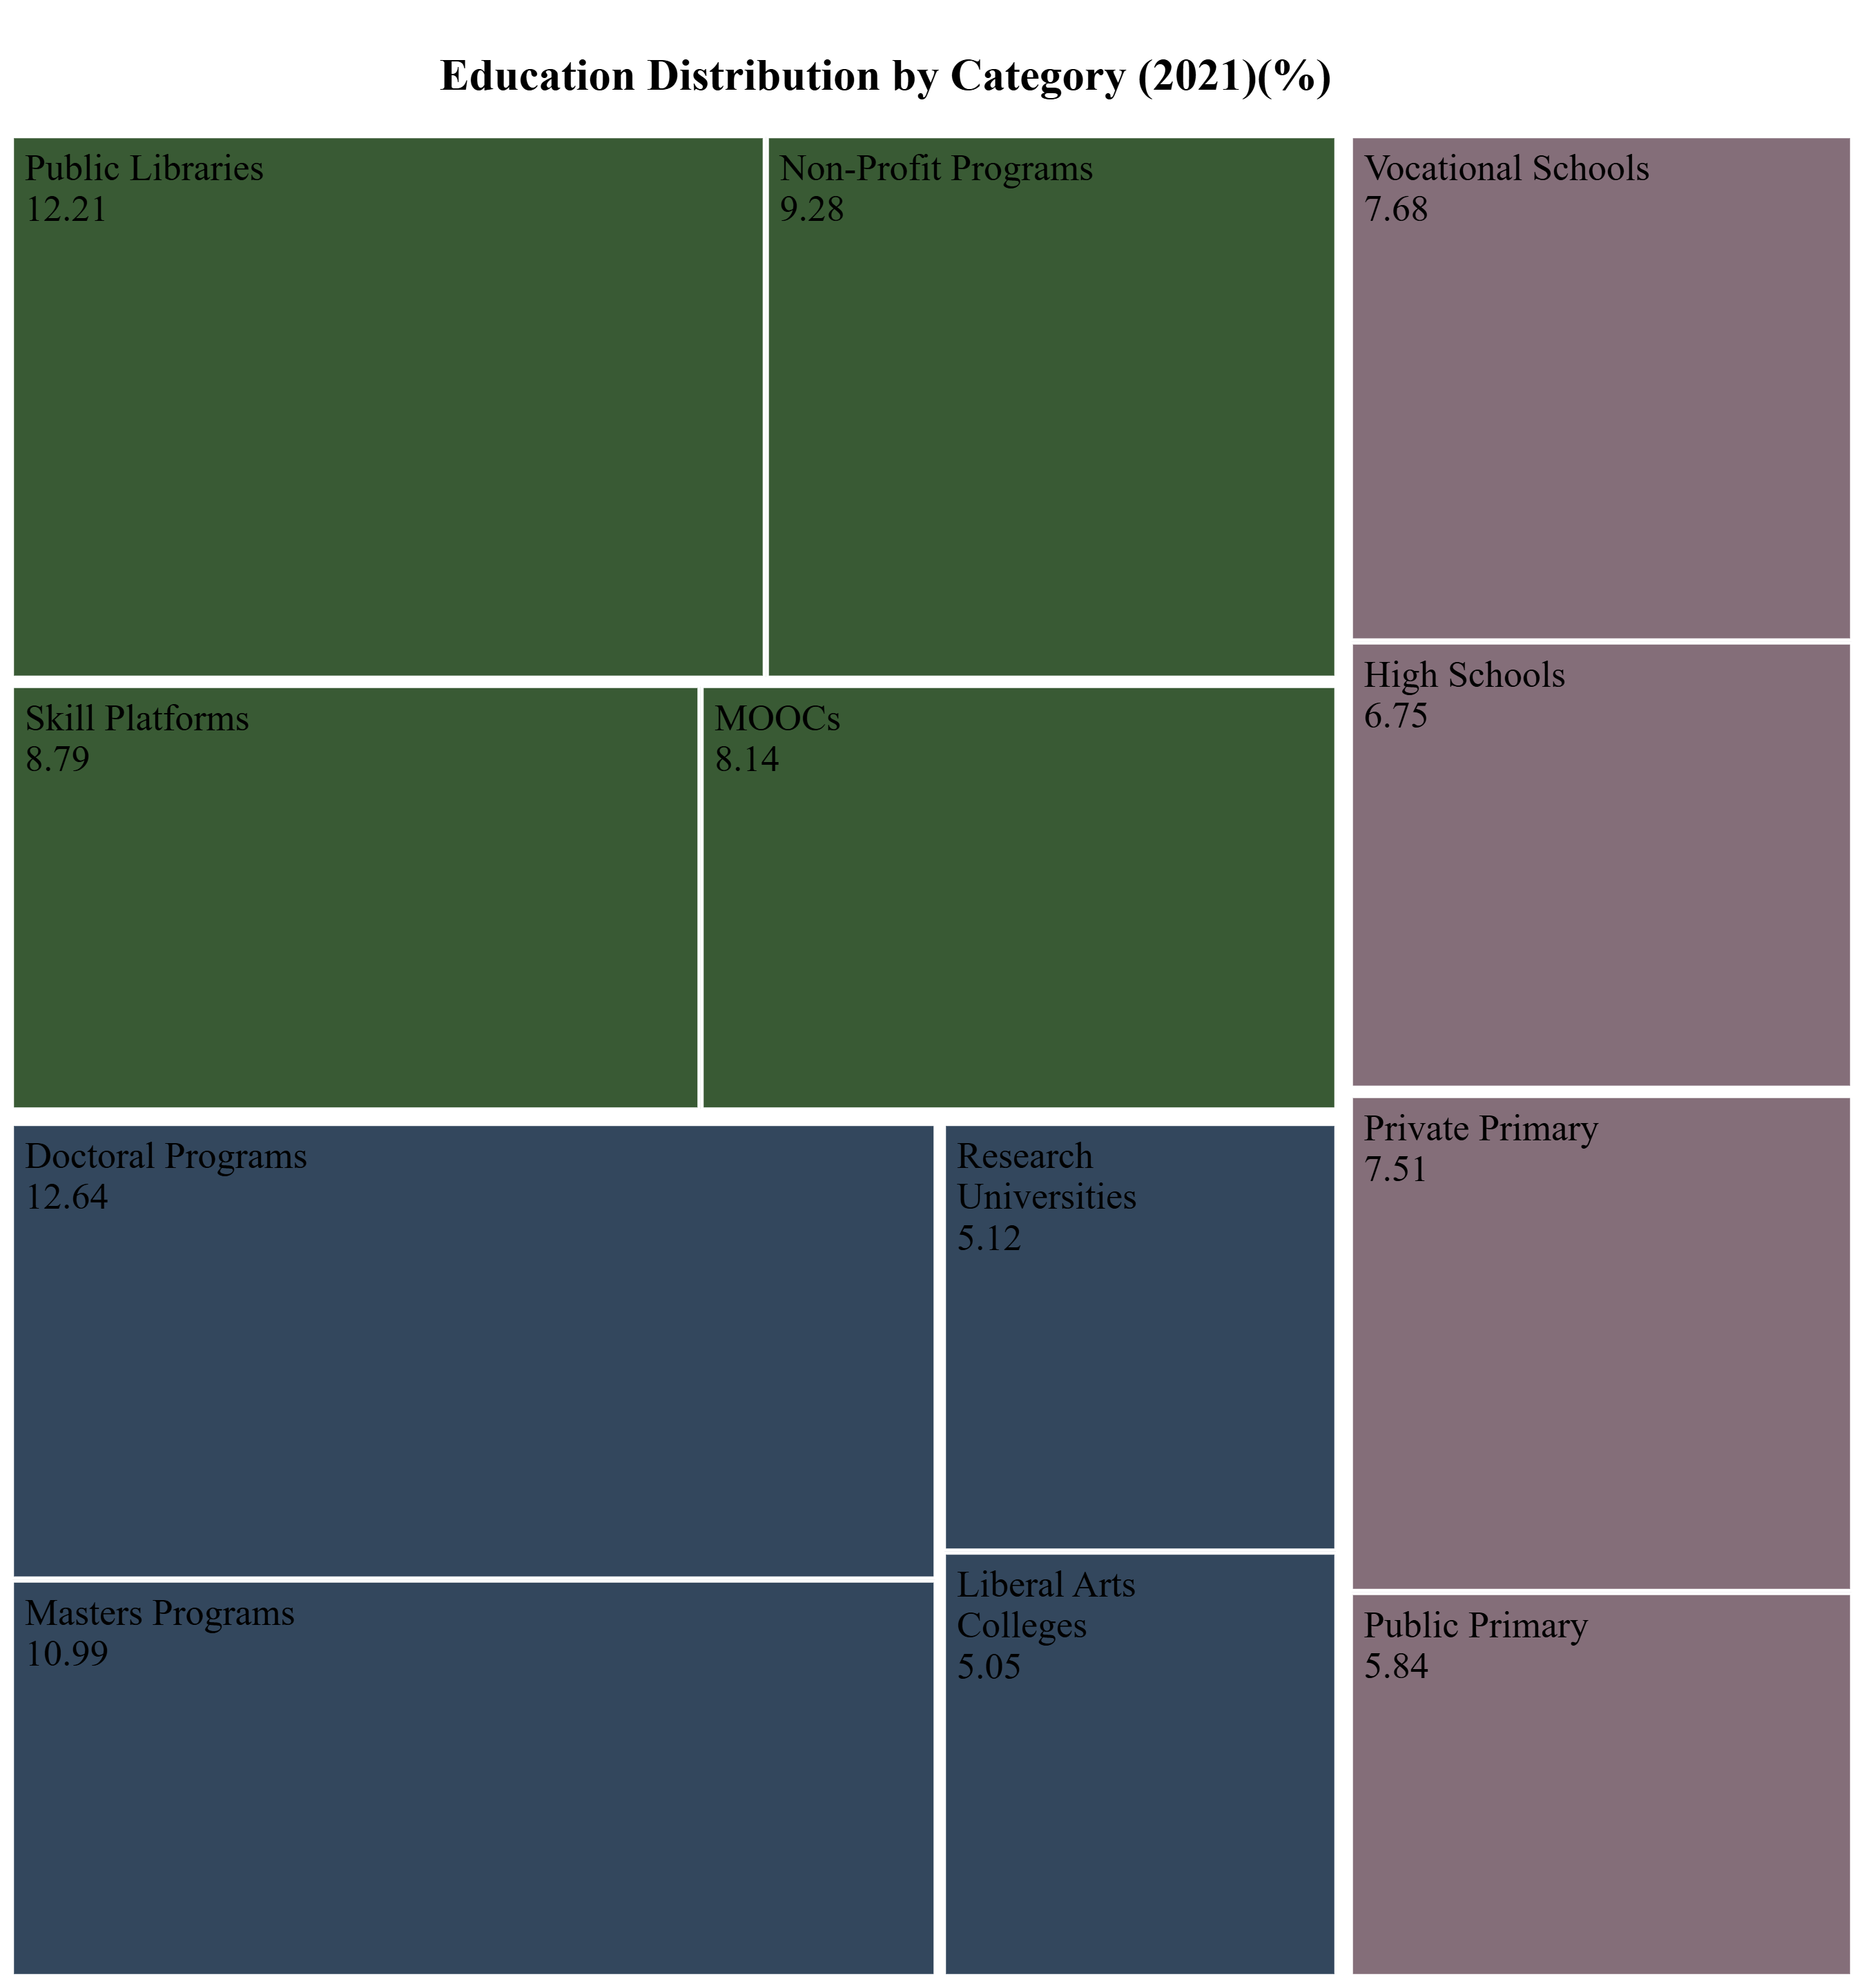 Education Distribution by Category (2021)(%)
Public Libraries
12.21
Non-Profit Programs
9.28
Vocational Schools
7.68
High Schools
6.75
Skill Platforms
8.79
MOOCs
8.14
Private Primary
7.51
Doctoral Programs
12.64
Research
Universities
5.12
Liberal Arts
Colleges
5.05
Masters Programs
10.99
Public Primary
5.84